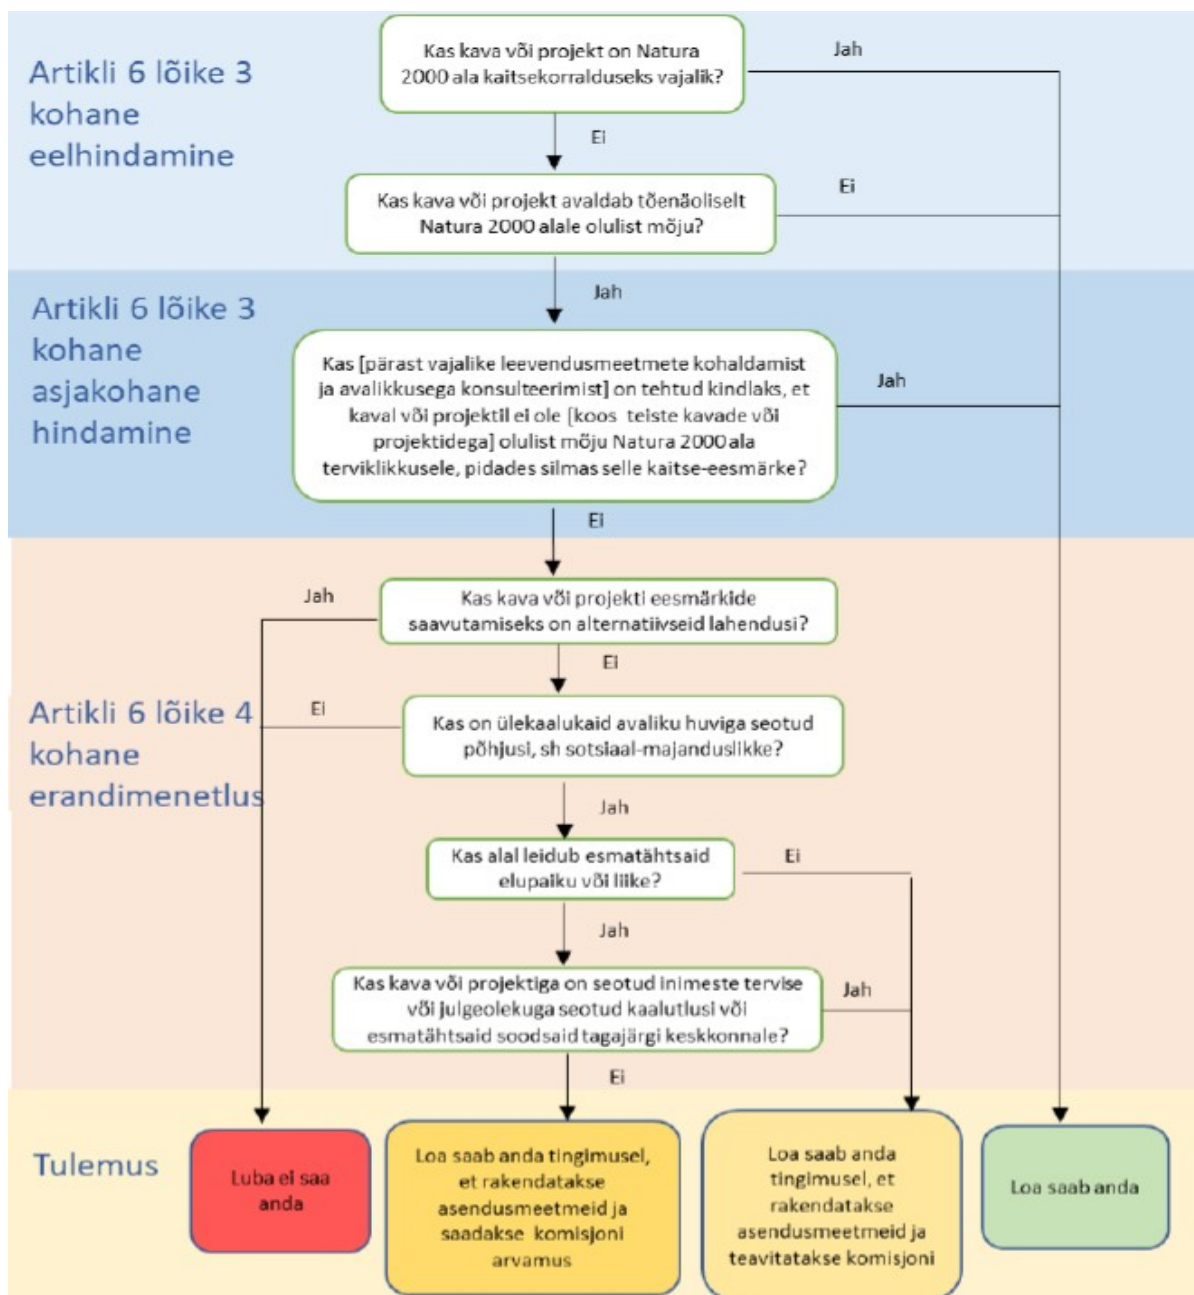 Artikli 6 lõike 3
kohane
eelhindamine
Kas kava või projekt on Natura
2000 ala kaitsekorralduseks vajalik?
Jah
Ei
Kas kava või projekt avaldab tõenäoliselt
Natura 2000 alale olulist mõju?
Ei
Jah
Artikli 6 lõike 3
kohane
asjakohane
hindamine
Kas [pärast vajalike leevendusmeetmete kohaldamist
ja avalikkusega konsulteerimist] on tehtud kindlaks, et
kaval või projektil ei ole [koos teiste kavade või
projektidega] olulist mõju Natura 2000 ala
terviklikkusele, pidades silmas selle kaitse-eesmärke?
Jah
Ei
Artikli 6 lõike 4
kohane
erandimenetlus
Jah
Kas kava või projekti eesmärkide
saavutamiseks on alternatiivseid lahendusi?
Ei
Ei
Kas on ülekaalukaid avaliku huviga seotud
põhjusi, sh sotsiaal-majanduslikke?
Jah
Kas alal leidub esmatähtsaid
elupaiku või liike?
Ei
Jah
Kas kava või projektiga on seotud inimeste tervise
või julgeolekuga seotud kaalutlusi või
esmatähtsaid soodsaid tagajärgi keskkonnale?
Jah
Ei
Tulemus
Luba ei saa
anda
Loa saab anda tingimusel,
et rakendatakse
asendusmeetmeid ja
saadakse komisjoni
arvamus
Loa saab anda
tingimusel, et
rakendatakse
asendusmeetmeid ja
teavitatakse komisjoni
Loa saab anda